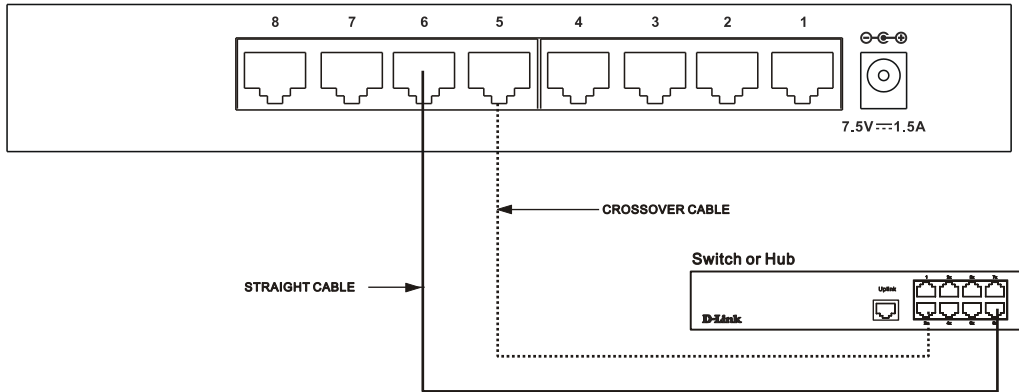 8 7 6 5 4 3 2 1
7.5V 1.5A
CROSSOVER CABLE
Switch or Hub
STRAIGHT CABLE
Uplink
D-Link